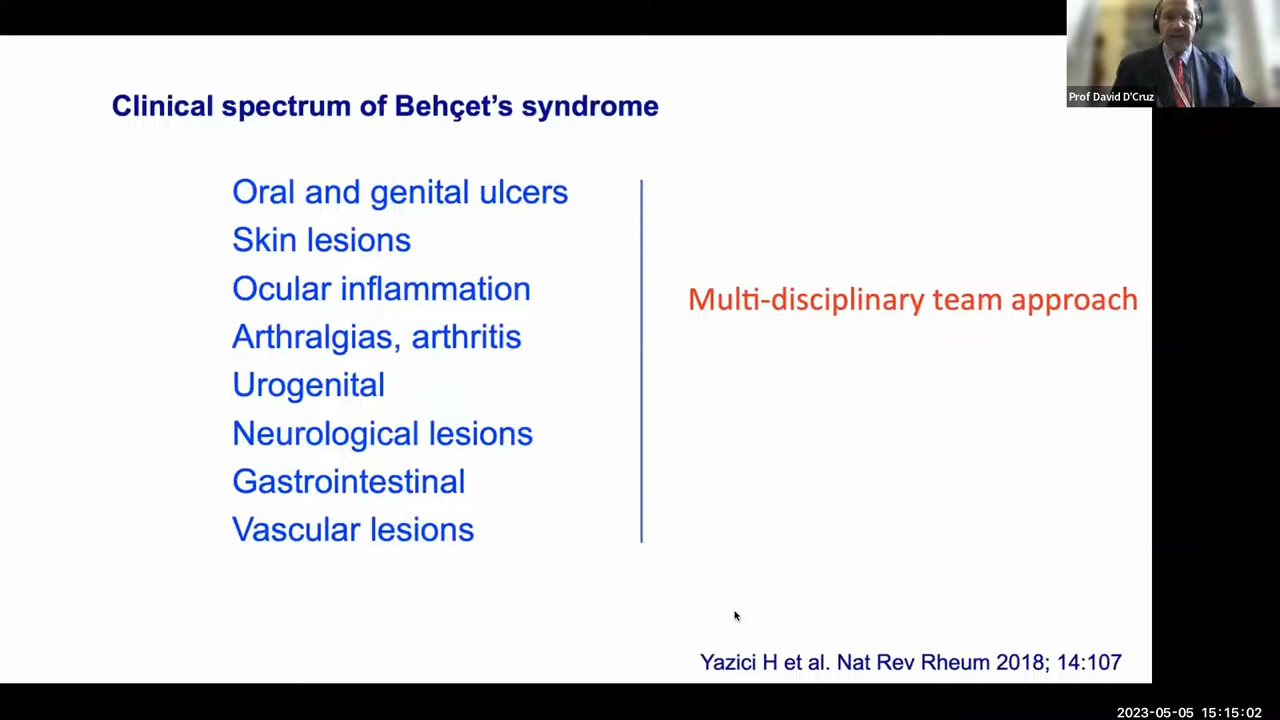 Prof David D'Cruz
Clinical spectrum of Behçet's syndrome
Oral and genital ulcers
Skin lesions
Ocular inflammation
Arthralgias, arthritis
Urogenital
Neurological lesions
Gastrointestinal
Vascular lesions
Multi-disciplinary team approach
Yazici H et al. Nat Rev Rheum 2018; 14:107
2023-05-05 15:15:02